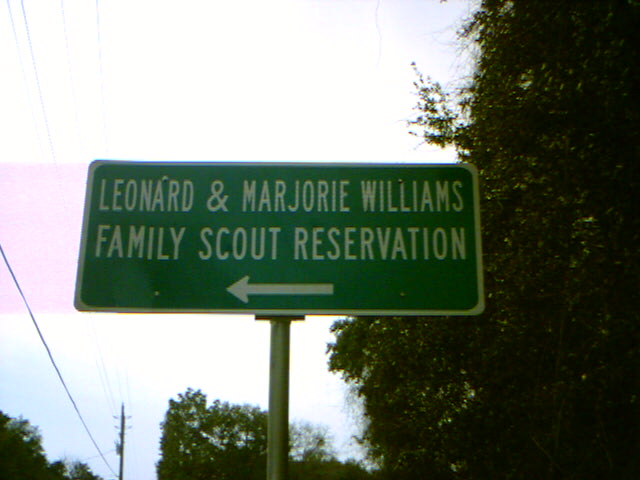 LEONARD & MARJORIE WILLIAMS
FAMILY SCOUT RESERVATION